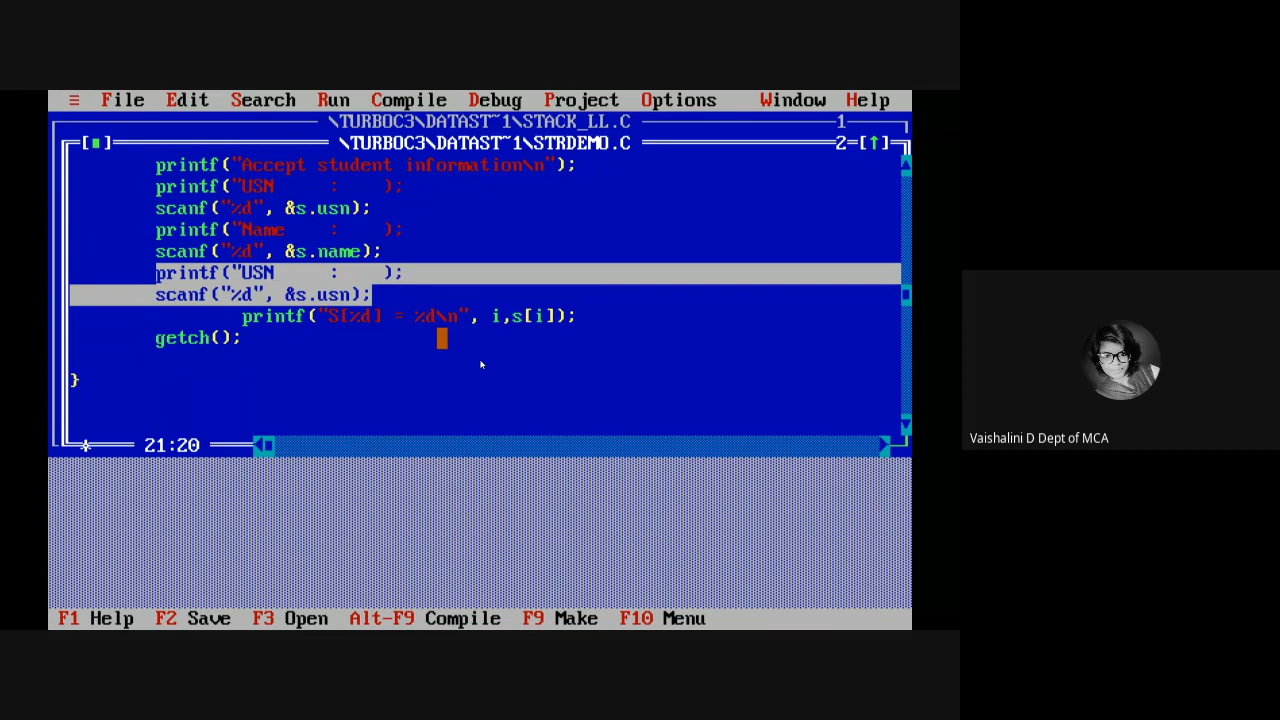 ≡ File Edit Search Run Compile Debug Project Options Window Help
\TURBOC3\DATAST~1\STACK_LL.C 1
[■] \TURBOC3\DATAST~1\STRDEMO.C 2=[↑]
printf("Accept student information\n");
printf("USN     :    );
scanf("%d", &s.usn);
printf("Name    :    );
scanf("%d", &s.name);
printf("USN     :    );
scanf("%d", &s.usn);
printf("S[%d] = %d\n", i,s[i]);
getch();
}
21:20
F1 Help F2 Save F3 Open Alt-F9 Compile F9 Make F10 Menu
Vaishalini D Dept of MCA